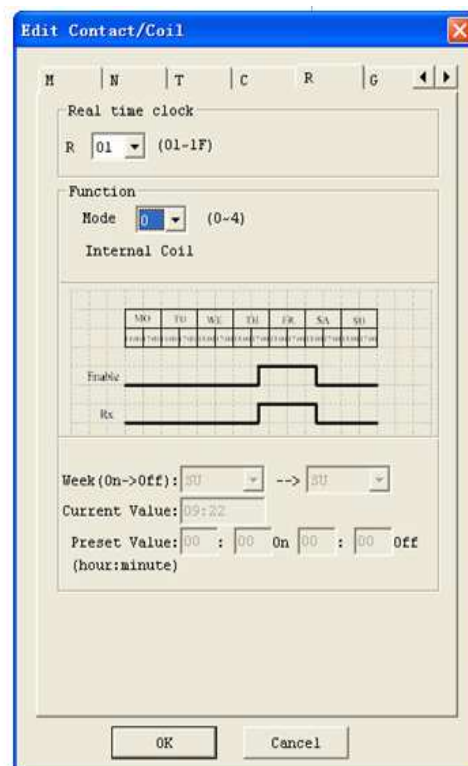 Edit Contact/Coil
M N T C R G
Real time clock
R 01 (01~1F)
Function
Mode 0 (0~4)
Internal Coil
MO TU WE TH FR SA SU
Enable
Rx
Week(On->Off): SU --> SU
Current Value: 09:22
Preset Value: 00 : 00 On 00 : 00 Off
(hour:minute)
OK Cancel